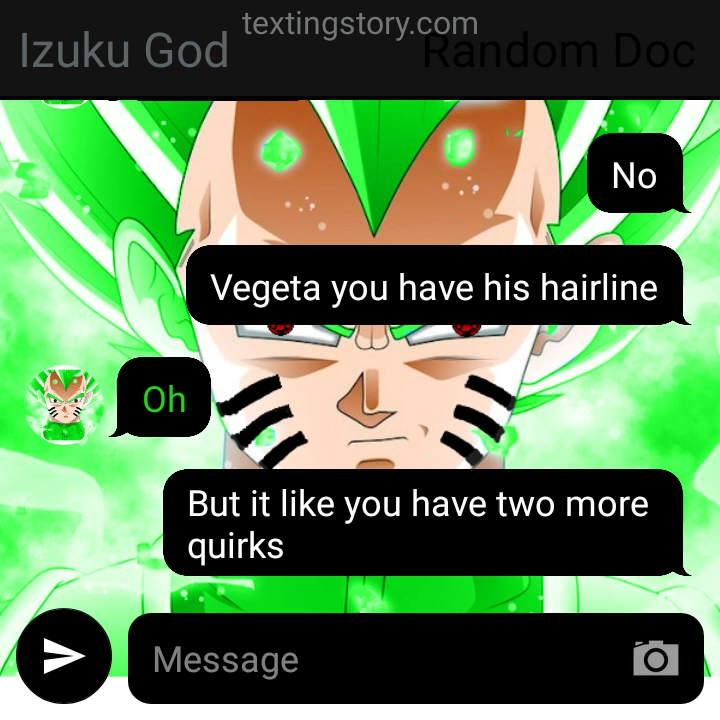 textingstory.com
Izuku God
Random Doc
No
Vegeta you have his hairline
Oh
But it like you have two more
quirks
Message